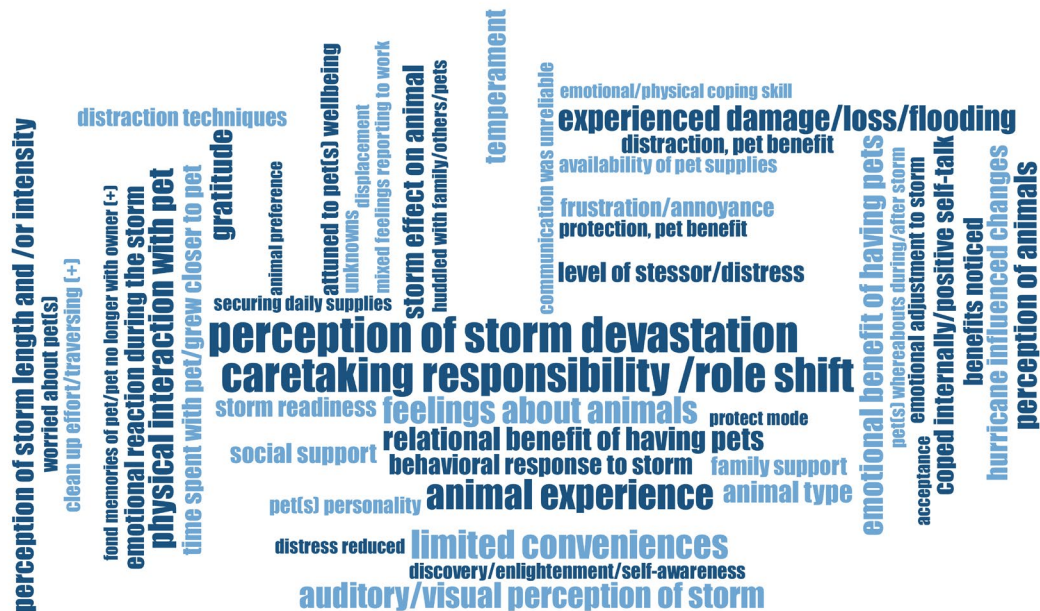 perception of storm length and /or intensity
worried about pet(s)
clean up effort/traversing (+)
distraction techniques
fond memories of pet/pet no longer with owner (+)
emotional reaction during the storm
physical interaction with pet
time spent with pet/grew closer to pet
gratitude
animal preference
attuned to pet(s) wellbeing
unknowns
displacement
mixed feelings reporting to work
storm effect on animal
huddled with family/others/pets
temperament
communication was unreliable
emotional/physical coping skill
experienced damage/loss/flooding
distraction, pet benefit
availability of pet supplies
frustration/annoyance
protection, pet benefit
level of stressor/distress
securing daily supplies
perception of storm devastation
caretaking responsibility /role shift
storm readiness
feelings about animals
protect mode
relational benefit of having pets
social support
behavioral response to storm
family support
pet(s) personality
animal experience
animal type
distress reduced
limited conveniences
discovery/enlightenment/self-awareness
auditory/visual perception of storm
emotional benefit of having pets
pet(s) whereabouts during/after storm
emotional adjustment to storm
acceptance
coped internally/positive self-talk
benefits noticed
hurricane influenced changes
perception of animals